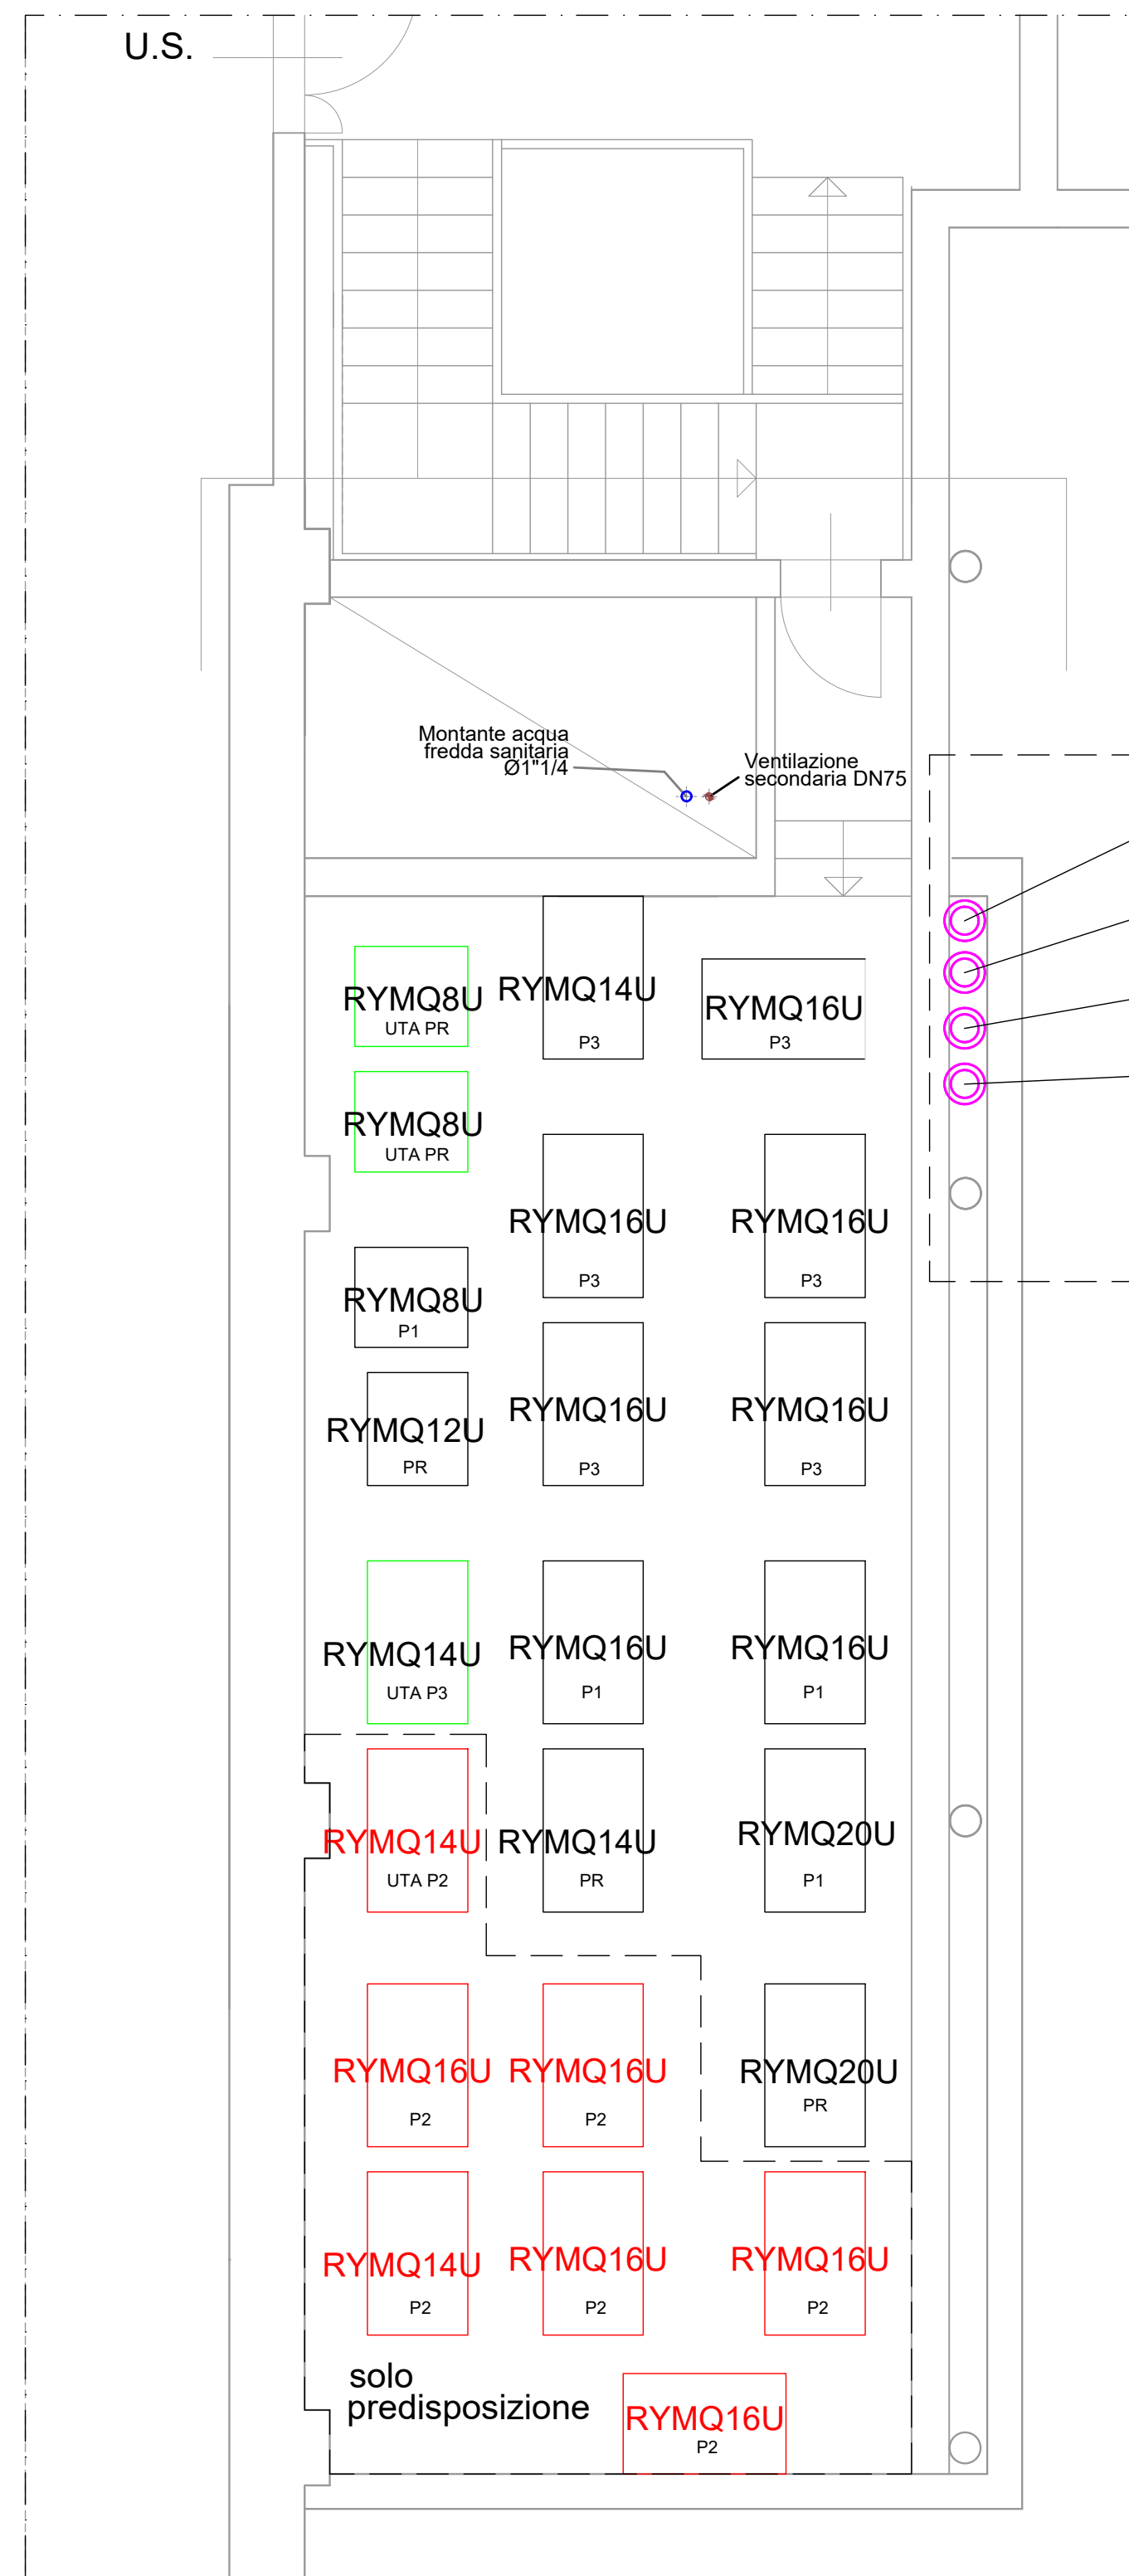 U.S.
Montante acqua
fredda sanitaria
Ø1"1/4
Ventilazione
secondaria DN75
RYMQ8U
UTA PR
RYMQ14U
P3
RYMQ16U
P3
RYMQ8U
UTA PR
RYMQ16U
P3
RYMQ16U
P3
RYMQ8U
P1
RYMQ12U
PR
RYMQ16U
P3
RYMQ16U
P3
RYMQ14U
UTA P3
RYMQ16U
P1
RYMQ16U
P1
RYMQ14U
UTA P2
RYMQ14U
PR
RYMQ20U
P1
RYMQ16U
P2
RYMQ16U
P2
RYMQ20U
PR
RYMQ14U
P2
RYMQ16U
P2
RYMQ16U
P2
solo
predisposizione
RYMQ16U
P2